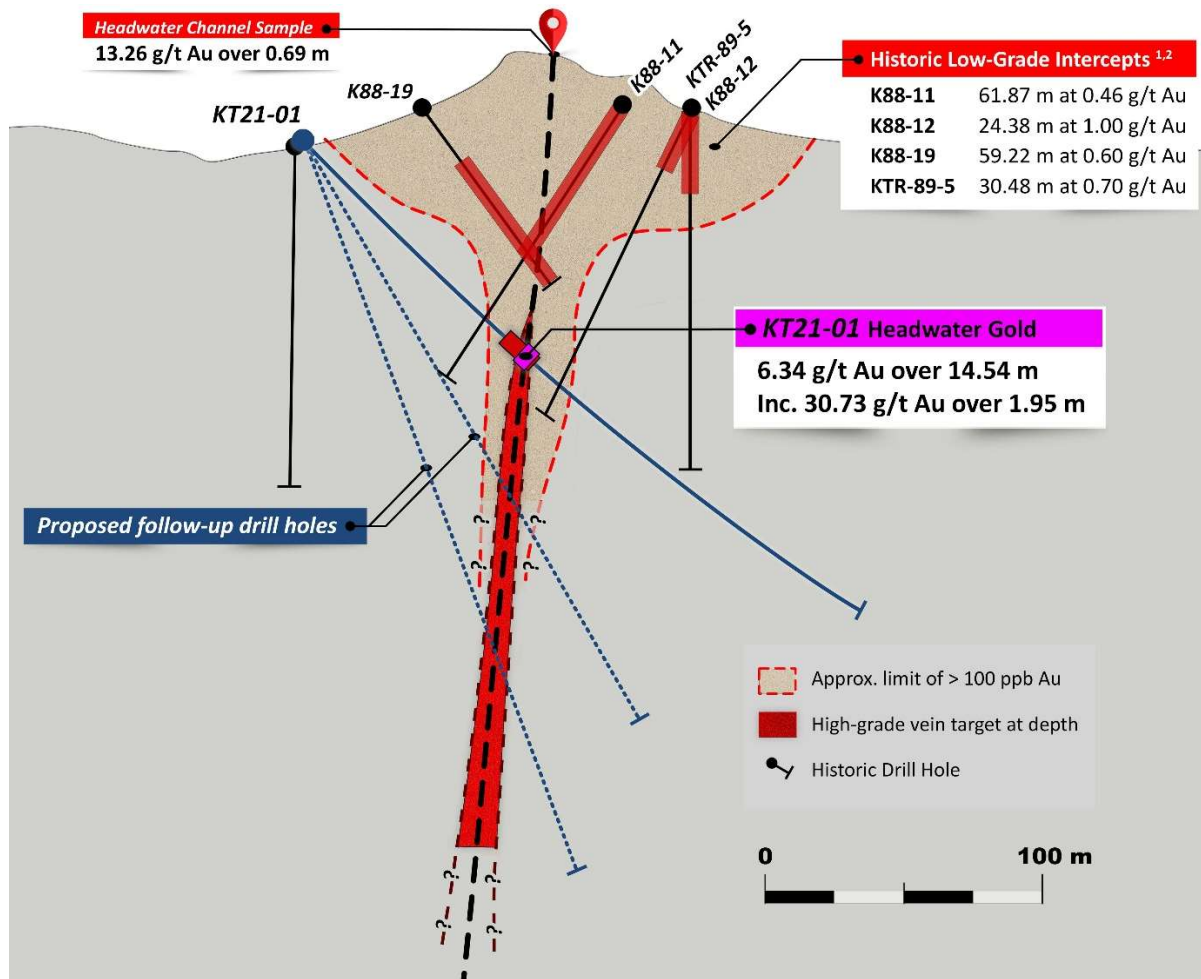 Headwater Channel Sample
13.26 g/t Au over 0.69 m
KT21-01
K88-19
K88-11
KTR-89-5
K88-12
Historic Low-Grade Intercepts 1,2
K88-11 61.87 m at 0.46 g/t Au
K88-12 24.38 m at 1.00 g/t Au
K88-19 59.22 m at 0.60 g/t Au
KTR-89-5 30.48 m at 0.70 g/t Au
KT21-01 Headwater Gold
6.34 g/t Au over 14.54 m
Inc. 30.73 g/t Au over 1.95 m
Proposed follow-up drill holes
? ?
? ?
Approx. limit of > 100 ppb Au
High-grade vein target at depth
Historic Drill Hole
0 100 m
? ?
? ?